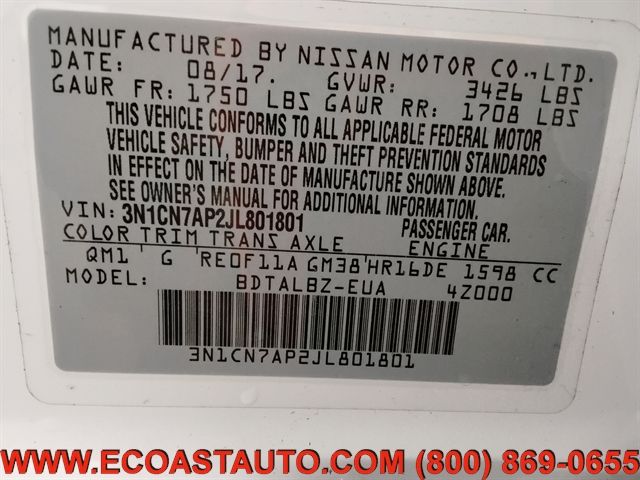 MANUFACTURED BY NISSAN MOTOR CO.,LTD.
DATE: 08/17. GVWR: 3426 LBS
GAWR FR: 1750 LBS GAWR RR: 1708 LBS
THIS VEHICLE CONFORMS TO ALL APPLICABLE FEDERAL MOTOR
VEHICLE SAFETY, BUMPER AND THEFT PREVENTION STANDARDS
IN EFFECT ON THE DATE OF MANUFACTURE SHOWN ABOVE.
SEE OWNER'S MANUAL FOR ADDITIONAL INFORMATION.
VIN: 3N1CN7AP2JL801801 PASSENGER CAR.
COLOR TRIM TRANS AXLE ENGINE
QM1 ' G 'RE0F11A GM38'HR16DE 1598 CC
MODEL: BDTALBZ-EUA 4Z000
3N1CN7AP2JL801801
WWW.ECOASTAUTO.COM (800) 869-0655